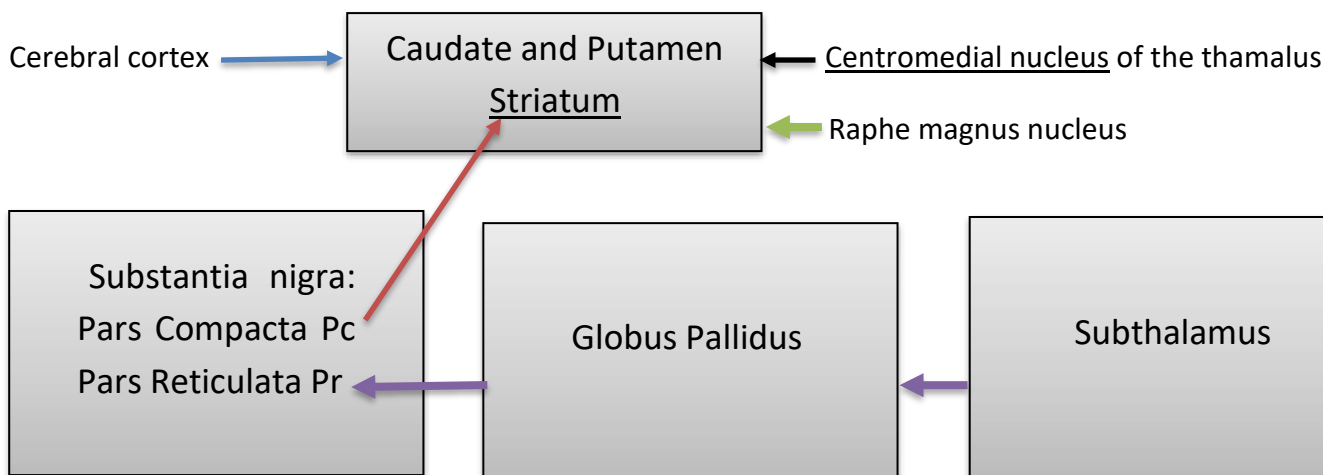 Cerebral cortex
Caudate and Putamen
Striatum
Centromedial nucleus of the thamalus
Raphe magnus nucleus
Substantia nigra:
Pars Compacta Pc
Pars Reticulata Pr
Globus Pallidus
Subthalamus